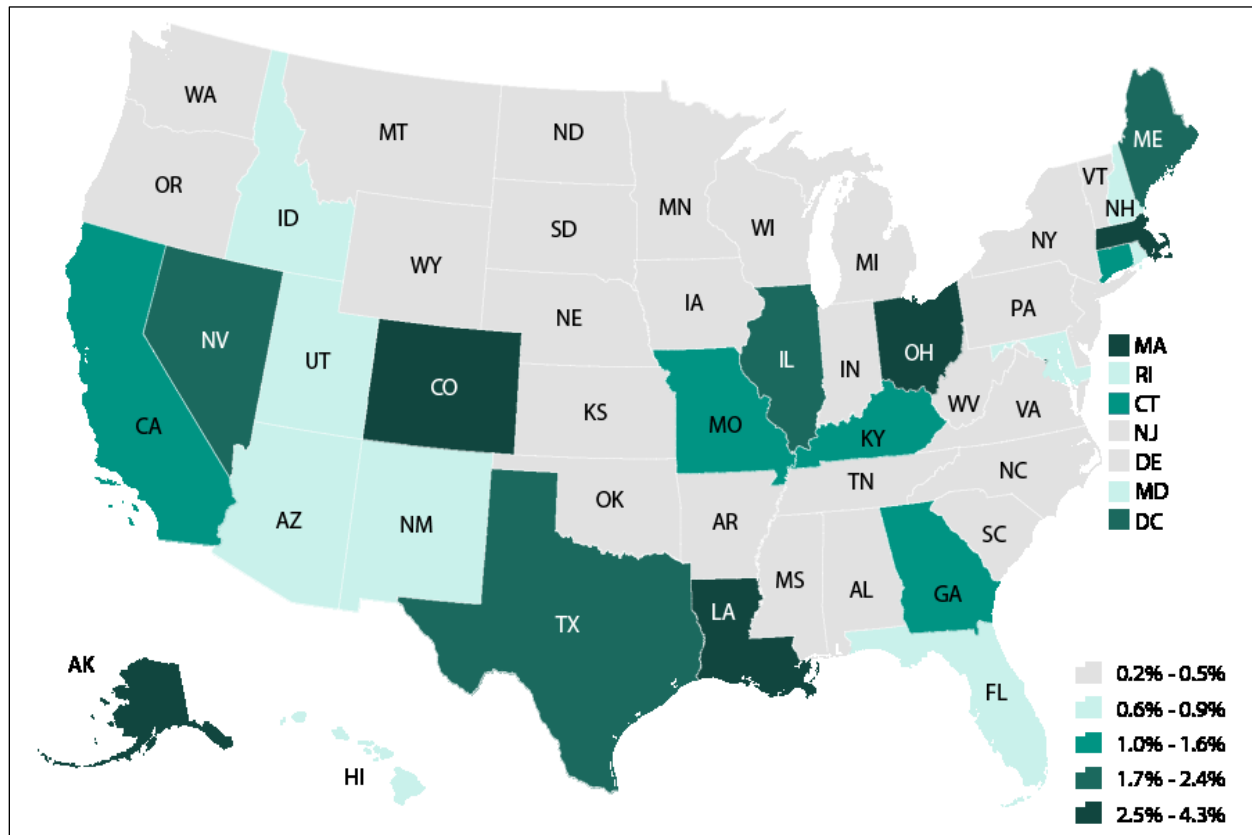 WA
MT
ND
ME
OR
ID
MN
VT
NH
SD
WI
NY
WY
MI
IA
PA
NE
NV
UT
CO
IL
IN
OH
MA
RI
CT
NJ
DE
MD
DC
CA
KS
MO
WV
VA
KY
NC
TN
AZ
NM
OK
AR
SC
MS
AL
GA
TX
LA
AK
FL
HI
0.2% - 0.5%
0.6% - 0.9%
1.0% - 1.6%
1.7% - 2.4%
2.5% - 4.3%